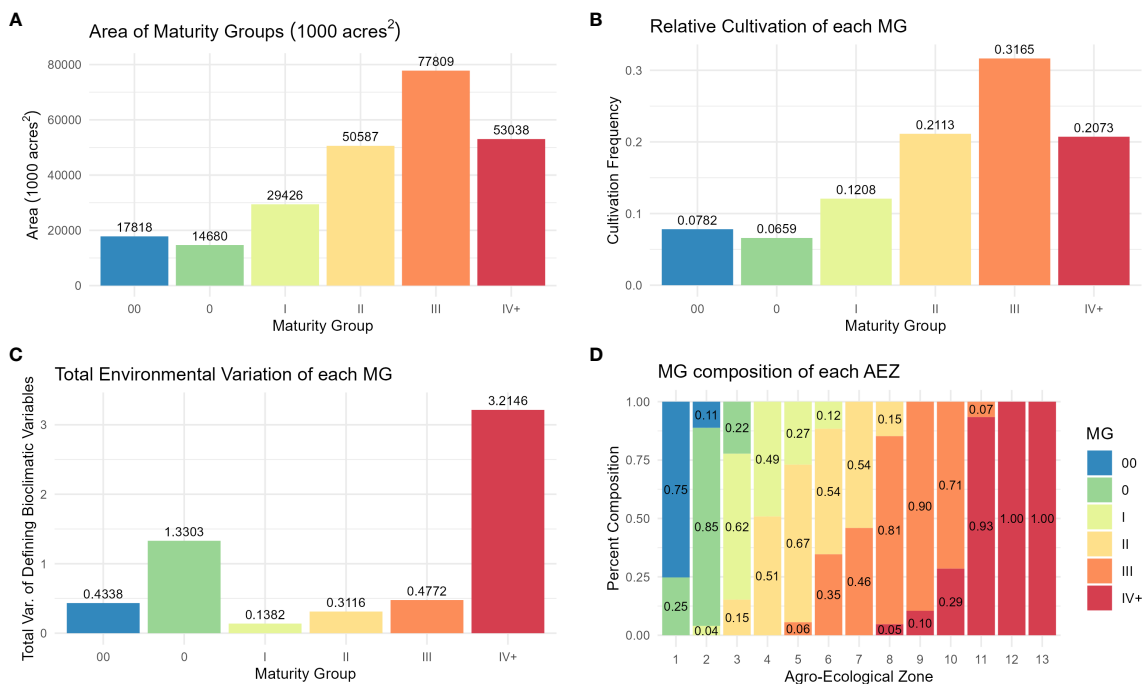 A
Area of Maturity Groups (1000 acres²)
Area (1000 acres²)
80000
60000
40000
20000
0
17818
14680
29426
50587
77809
53038
00
0
I
II
III
IV+
Maturity Group
B
Relative Cultivation of each MG
Cultivation Frequency
0.3
0.2
0.1
0.0
0.0782
0.0659
0.1208
0.2113
0.3165
0.2073
00
0
I
II
III
IV+
Maturity Group
C
Total Environmental Variation of each MG
Total Var. of Defining Bioclimatic Variables
3
2
1
0
0.4338
1.3303
0.1382
0.3116
0.4772
3.2146
00
0
I
II
III
IV+
Maturity Group
D
MG composition of each AEZ
Percent Composition
1.00
0.75
0.50
0.25
0.00
0.75
0.25
0.11
0.85
0.04
0.22
0.62
0.15
0.49
0.51
0.27
0.67
0.06
0.12
0.54
0.35
0.54
0.46
0.15
0.81
0.05
0.90
0.10
0.71
0.29
0.07
0.93
1.00
1.00
1
2
3
4
5
6
7
8
9
10
11
12
13
Agro-Ecological Zone
MG
00
0
I
II
III
IV+